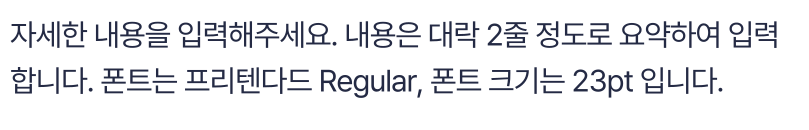 자세한 내용을 입력해주세요. 내용은 대략 2줄 정도로 요약하여 입력
합니다. 폰트는 프리텐다드 Regular, 폰트 크기는 23pt 입니다.